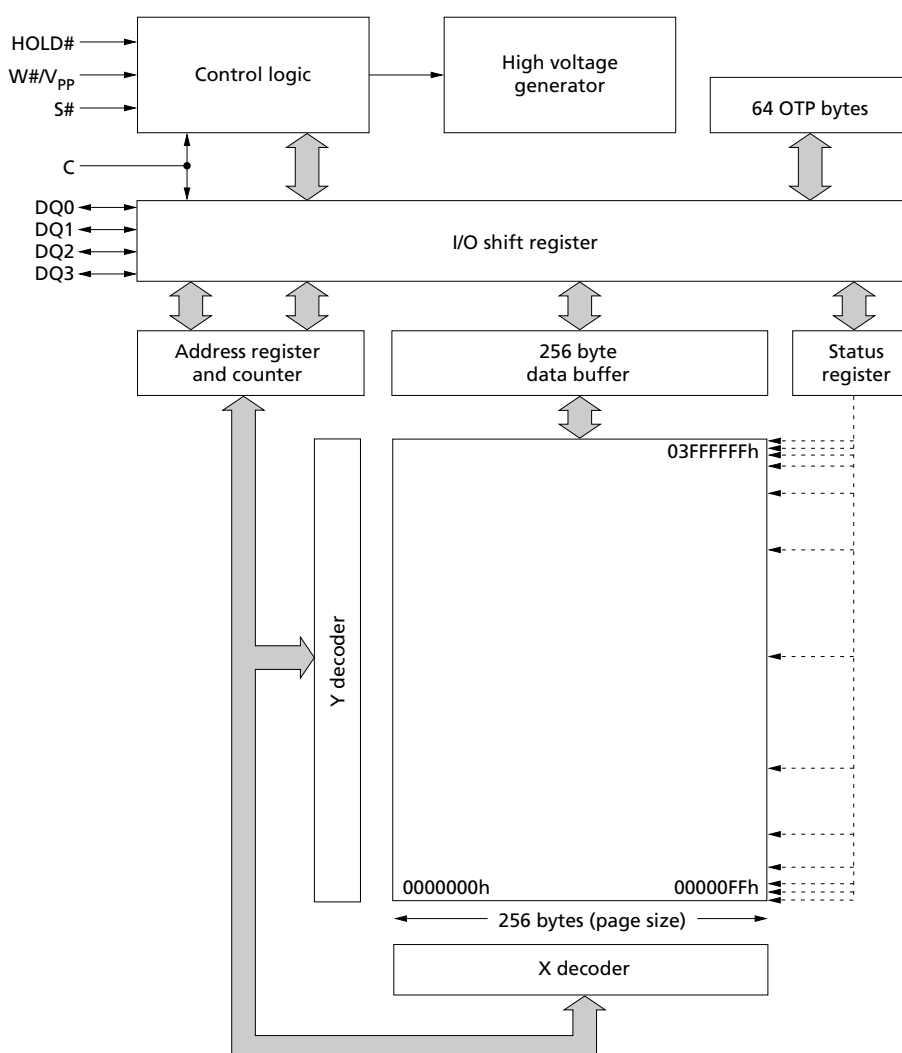 HOLD#
W#/VPP
S#
C
Control logic
High voltage
generator
64 OTP bytes
DQ0
DQ1
DQ2
DQ3
I/O shift register
Address register
and counter
256 byte
data buffer
Status
register
03FFFFFFh
Y decoder
0000000h
00000FFh
256 bytes (page size)
X decoder